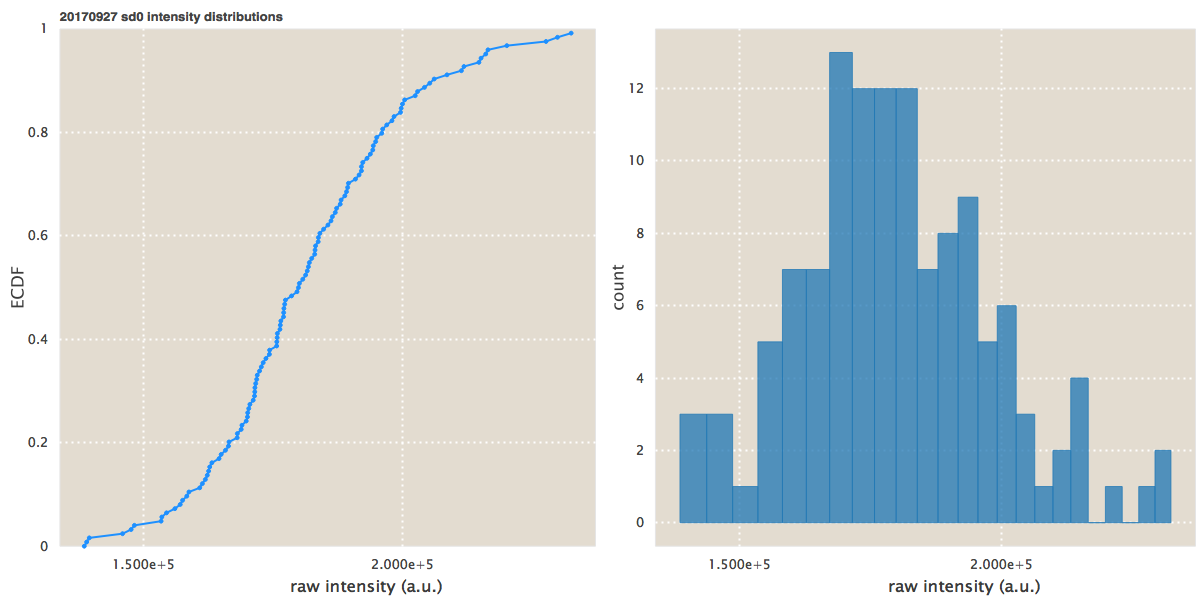 20170927 sd0 intensity distributions
ECDF
1
0.8
0.6
0.4
0.2
0
1.500e+5
2.000e+5
raw intensity (a.u.)
count
12
10
8
6
4
2
0
1.500e+5
2.000e+5
raw intensity (a.u.)